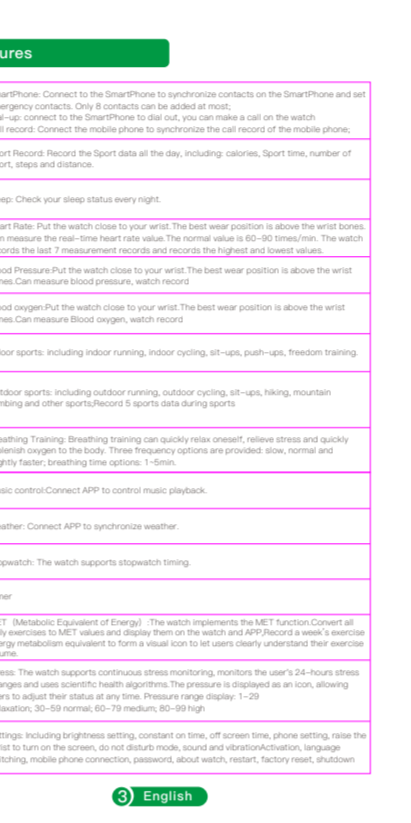 ures
artPhone: Connect to the SmartPhone to synchronize contacts on the SmartPhone and set
ergency contacts. Only 8 contacts can be added at most;
al-up: connect to the SmartPhone to dial out, you can make a call on the watch
ll record: Connect the mobile phone to synchronize the call record of the mobile phone;
ort Record: Record the Sport data all the day, including: calories, Sport time, number of
ort, steps and distance.
ep: Check your sleep status every night.
art Rate: Put the watch close to your wrist.The best wear position is above the wrist bones.
n measure the real-time heart rate value.The normal value is 60-90 times/min. The watch
ords the last 7 measurement records and records the highest and lowest values.
od Pressure:Put the watch close to your wrist.The best wear position is above the wrist
nes.Can measure blood pressure, watch record
od oxygen:Put the watch close to your wrist.The best wear position is above the wrist
nes.Can measure Blood oxygen, watch record
oor sports: including indoor running, indoor cycling, sit-ups, push-ups, freedom training.
tdoor sports: including outdoor running, outdoor cycling, sit-ups, hiking, mountain
mbing and other sports;Record 5 sports data during sports
eathing Training: Breathing training can quickly relax oneself, relieve stress and quickly
plenish oxygen to the body. Three frequency options are provided: slow, normal and
ghtly faster; breathing time options: 1~5min.
sic control:Connect APP to control music playback.
eather: Connect APP to synchronize weather.
opwatch: The watch supports stopwatch timing.
mer
ET (Metabolic Equivalent of Energy) :The watch implements the MET function.Convert all
ly exercises to MET values and display them on the watch and APP,Record a week's exercise
ergy metabolism equivalent to form a visual icon to let users clearly understand their exercise
ume.
ess: The watch supports continuous stress monitoring, monitors the user's 24-hours stress
anges and uses scientific health algorithms.The pressure is displayed as an icon, allowing
ers to adjust their status at any time. Pressure range display: 1-29
laxation; 30-59 normal; 60-79 medium; 80-99 high
ttings: Including brightness setting, constant on time, off screen time, phone setting, raise the
ist to turn on the screen, do not disturb mode, sound and vibrationActivation, language
itching, mobile phone connection, password, about watch, restart, factory reset, shutdown
3 English